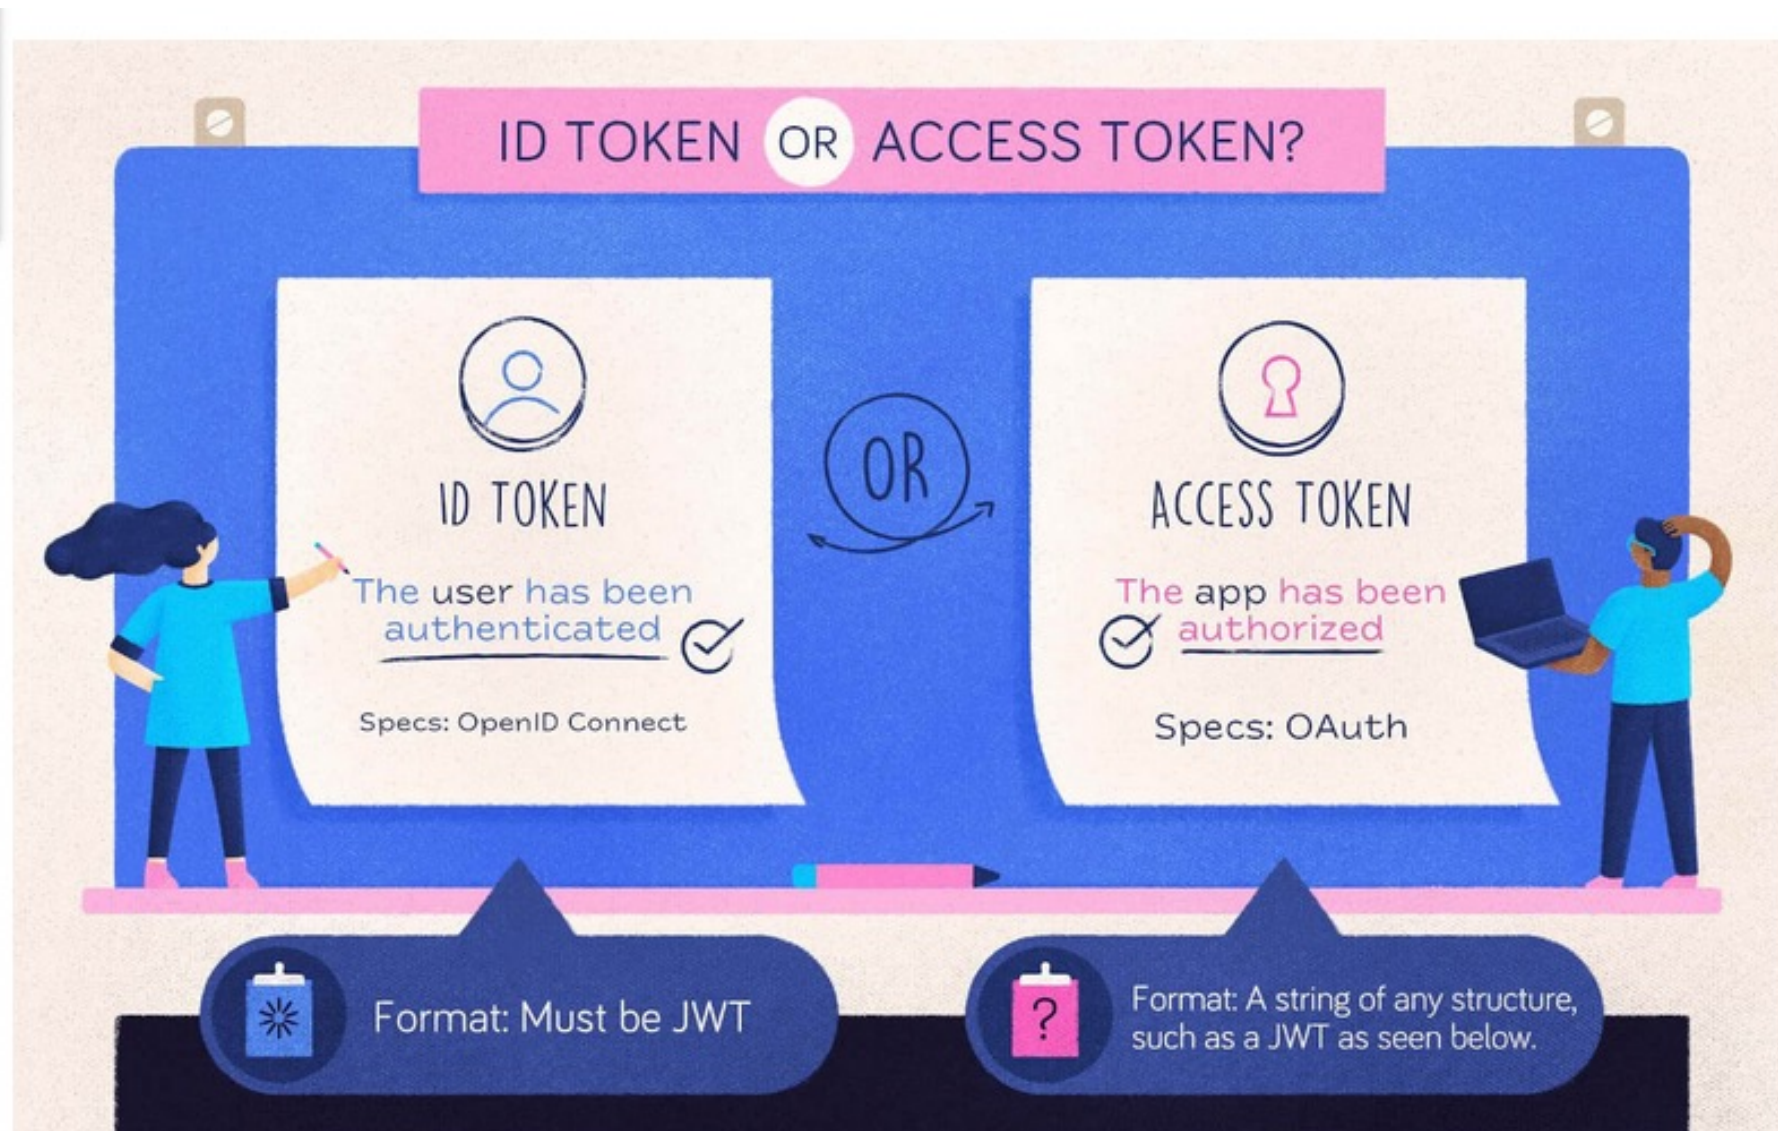 ID TOKEN OR ACCESS TOKEN?
ID TOKEN
The user has been
authenticated
Specs: OpenID Connect
OR
ACCESS TOKEN
The app has been
authorized
Specs: OAuth
Format: Must be JWT
Format: A string of any structure,
such as a JWT as seen below.
?